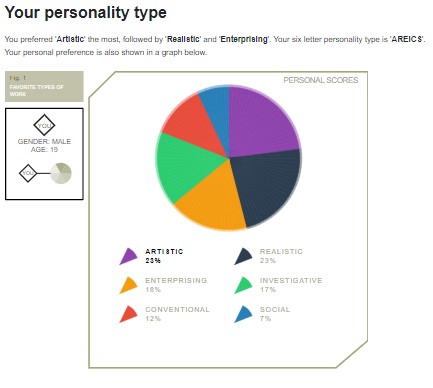 Your personality type
You preferred 'Artistic' the most, followed by 'Realistic' and 'Enterprising'. Your six letter personality type is 'AREICS'.
Your personal preference is also shown in a graph below.
Fig. 1
FAVORITE TYPES OF
WORK
YOU
GENDER: MALE
AGE: 19
YOU
PERSONAL SCORES
ARTISTIC
23%
REALISTIC
23%
ENTERPRISING
18%
INVESTIGATIVE
17%
CONVENTIONAL
12%
SOCIAL
7%